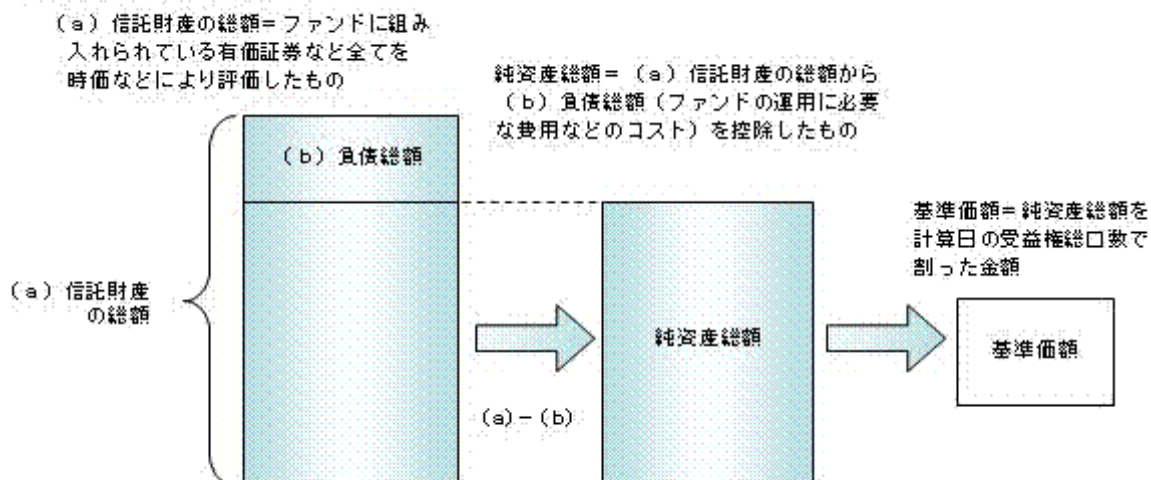 (a)信託財産の総額=ファンドに組み
入れられている有価証券など全てを
時価などにより評価したもの
純資産総額=(a)信託財産の総額から
(b)負債総額(ファンドの運用に必要
な費用などのコスト)を控除したもの
(b)負債総額
基準価額=純資産総額を
計算日の受益権総口数で
割った金額
(a)信託財産
の総額
純資産総額
基準価額
(a)-(b)